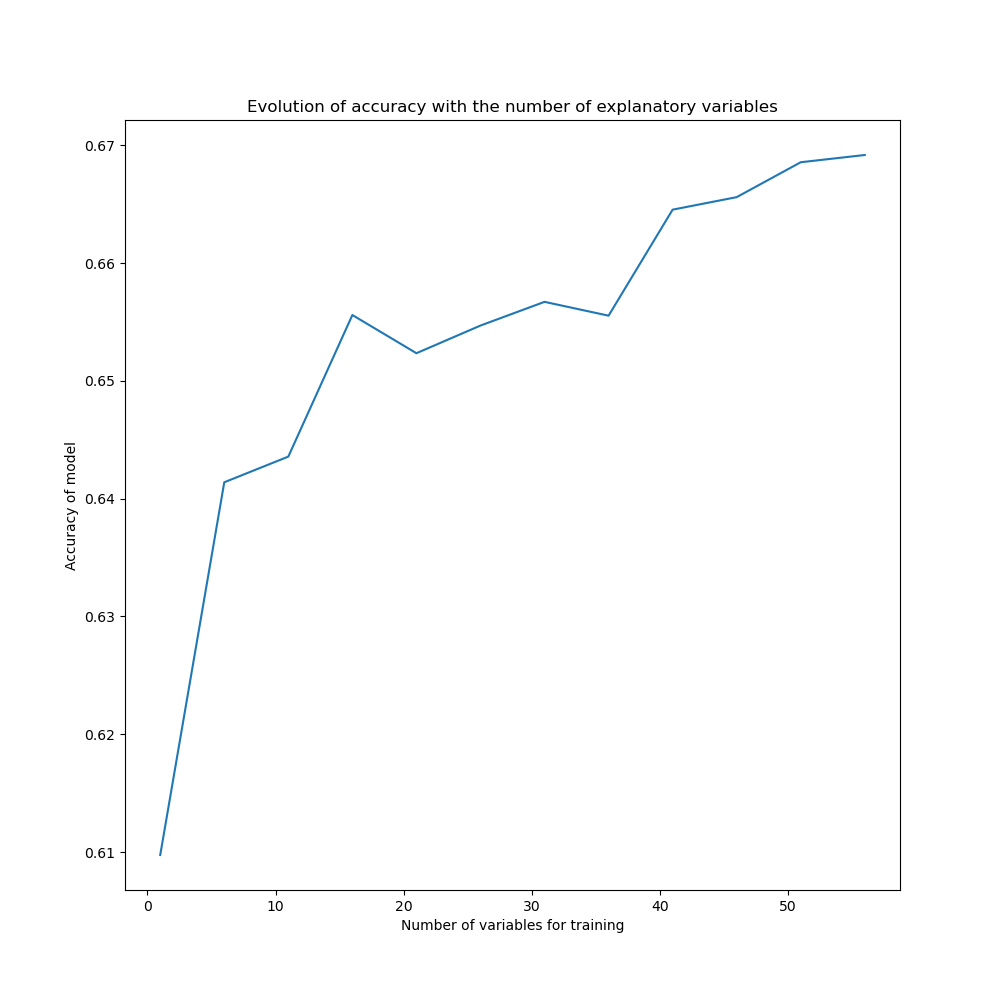 Evolution of accuracy with the number of explanatory variables
0.67
0.66
0.65
0.64
0.63
0.62
0.61
Accuracy of model
0 10 20 30 40 50
Number of variables for training